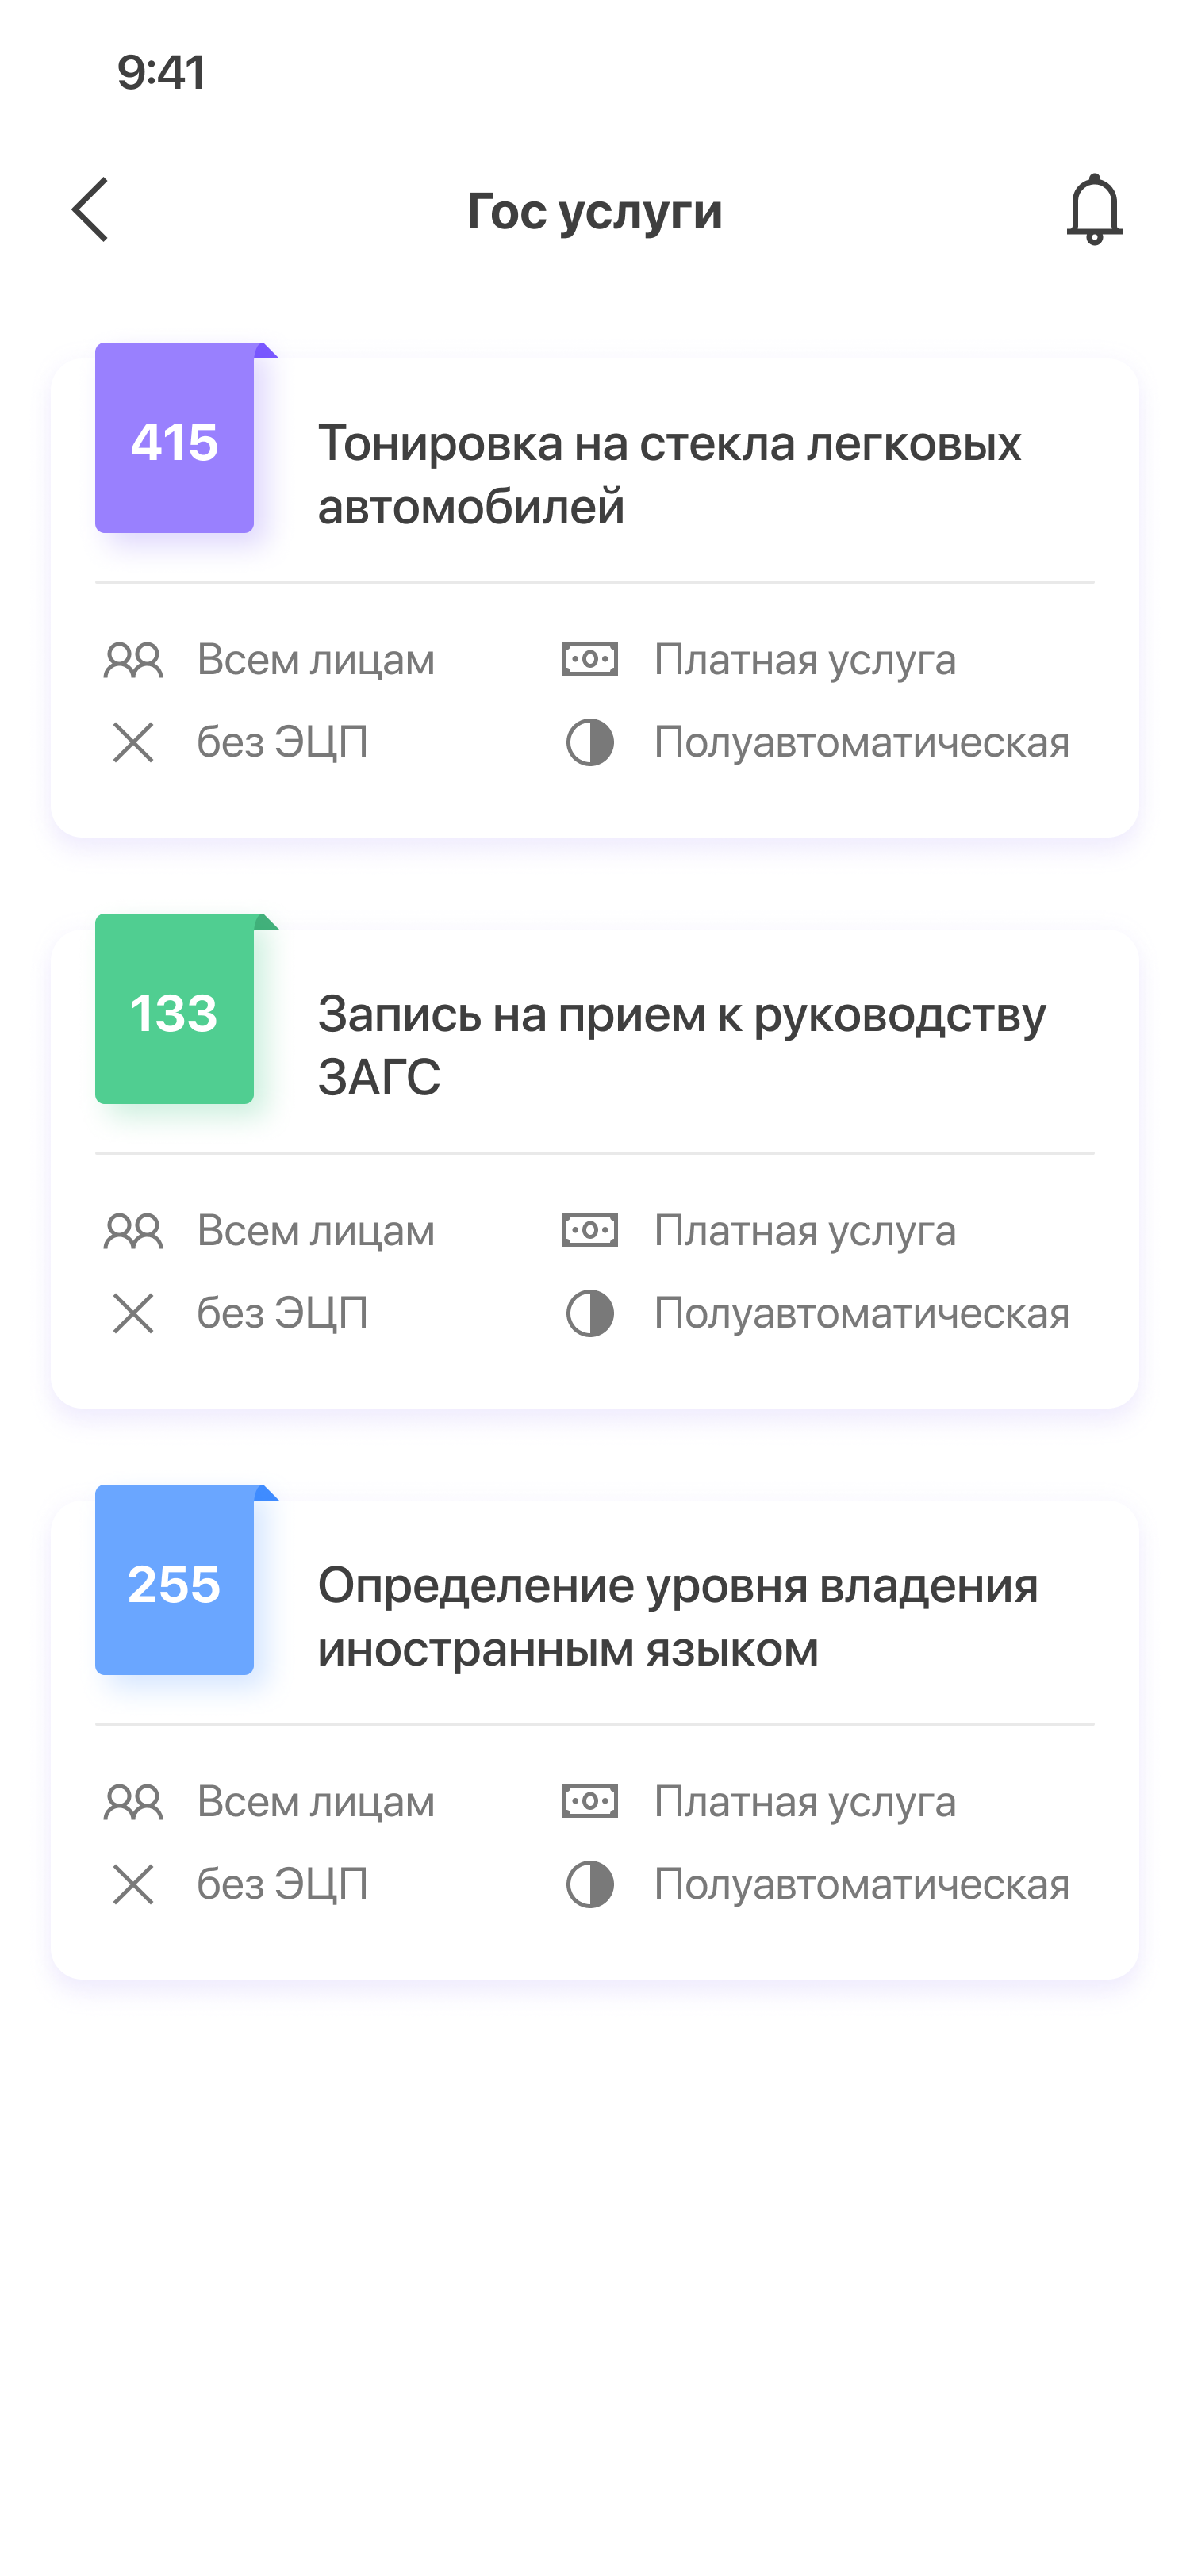 9:41
Гос услуги
415
Тонировка на стекла легковых
автомобилей
Всем лицам
Платная услуга
без ЭЦП
Полуавтоматическая
133
Запись на прием к руководству
ЗАГС
Всем лицам
Платная услуга
без ЭЦП
Полуавтоматическая
255
Определение уровня владения
иностранным языком
Всем лицам
Платная услуга
без ЭЦП
Полуавтоматическая